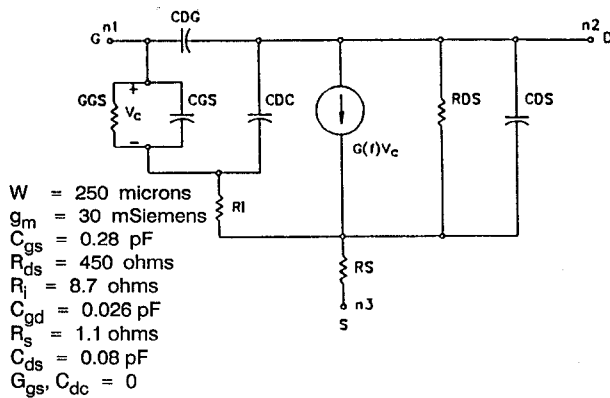 n1
G
CDG
n2
D
GGS
+
Vc
-
CGS
CDC
G(f)Vc
RDS
CDS
RI
RS
n3
S
W = 250 microns
gm = 30 mSiemens
Cgs = 0.28 pF
Rds = 450 ohms
Ri = 8.7 ohms
Cgd = 0.026 pF
Rs = 1.1 ohms
Cds = 0.08 pF
Ggs, Cdc = 0